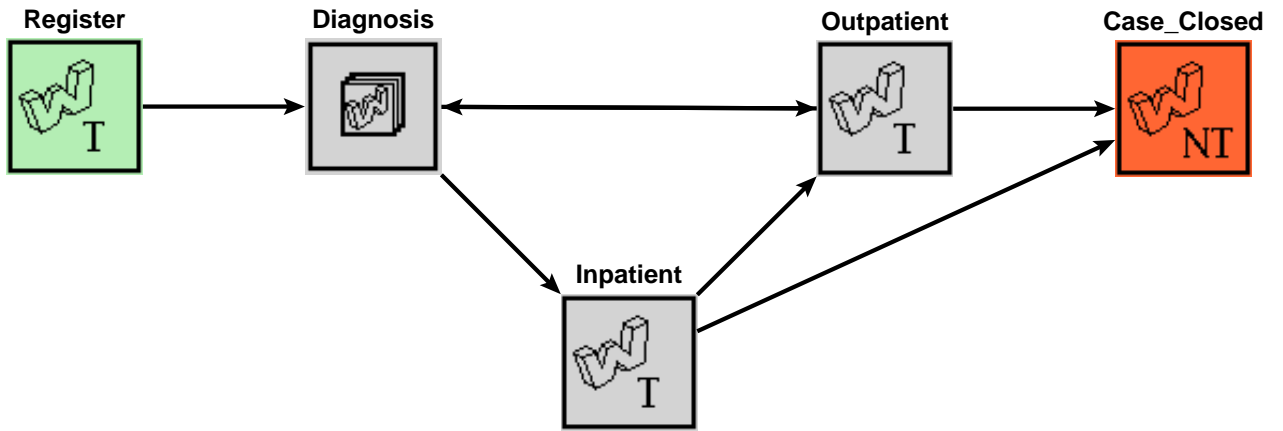 Register
Diagnosis
Outpatient
Case_Closed
T
T
NT
Inpatient
T